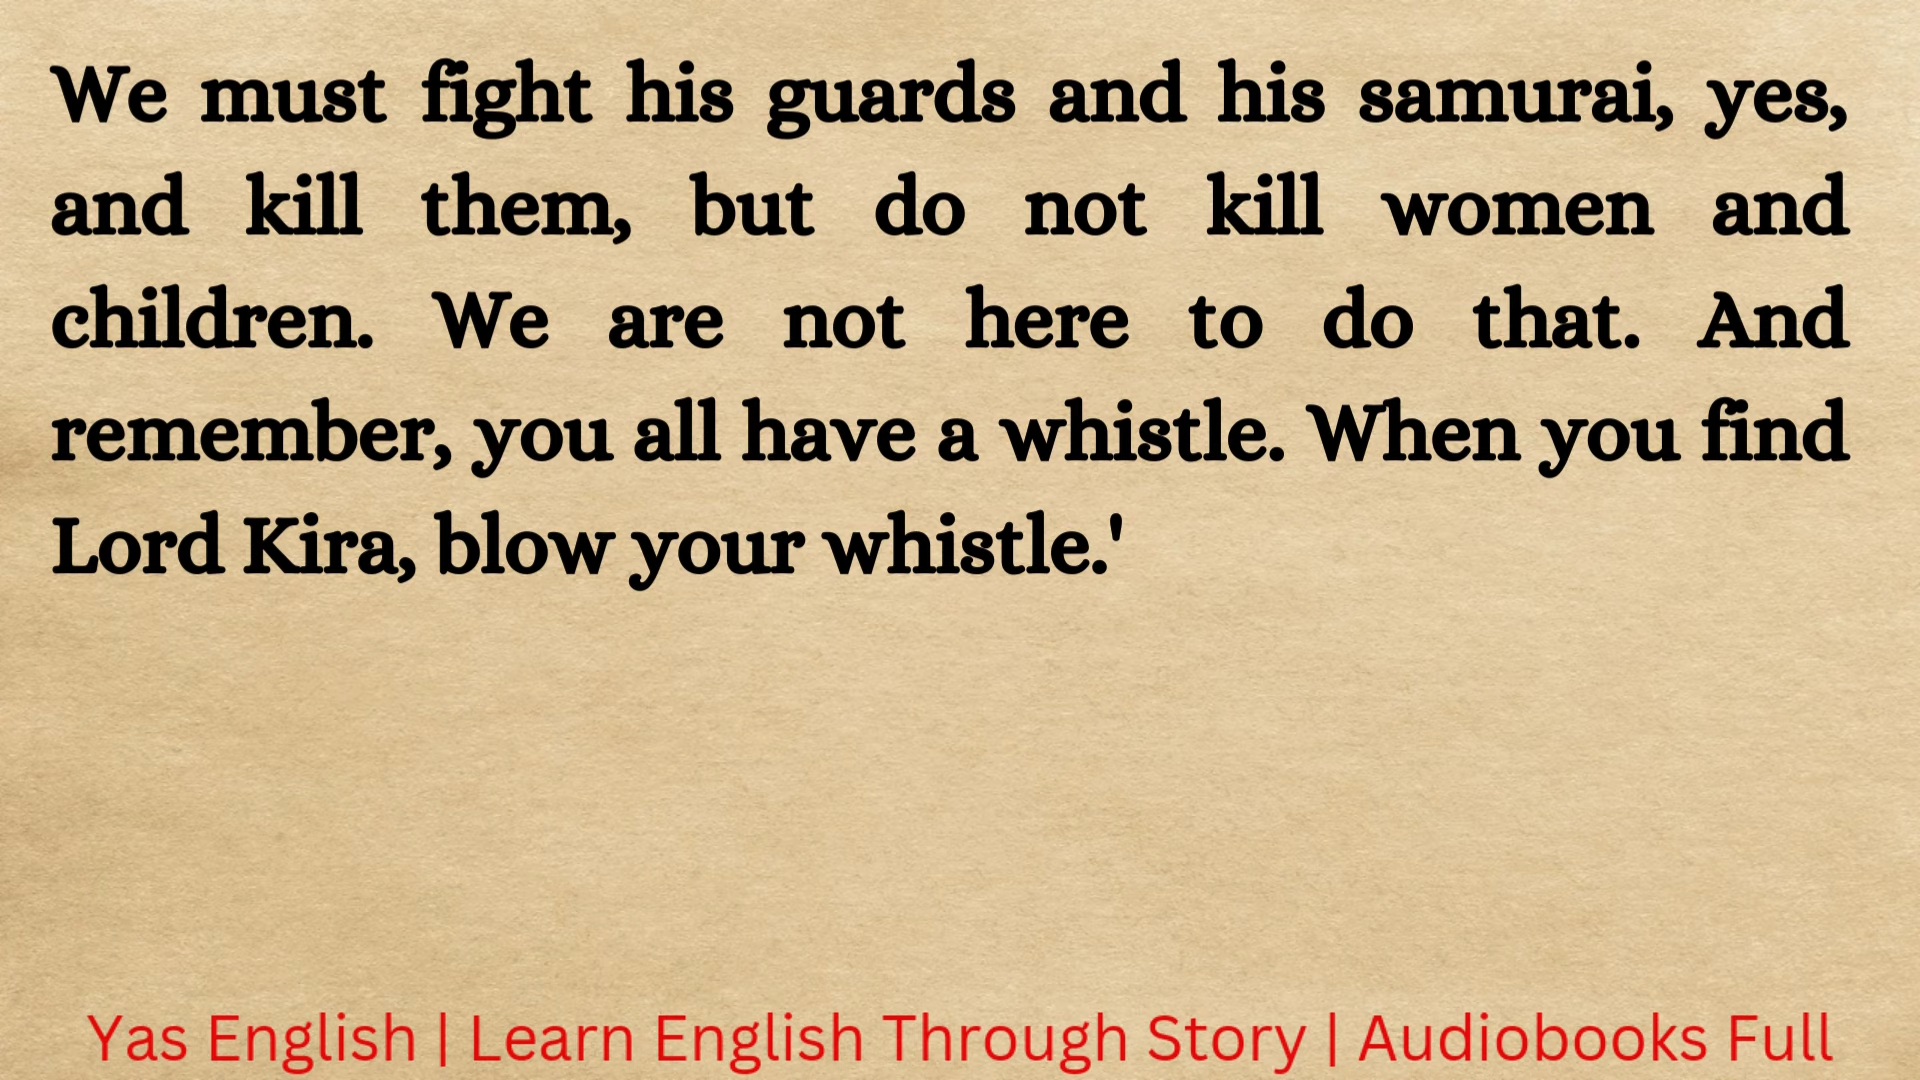 We must fight his guards and his samurai, yes,
and kill them, but do not kill women and
children. We are not here to do that. And
remember, you all have a whistle. When you find
Lord Kira, blow your whistle.'
Yas English | Learn English Through Story | Audiobooks Full